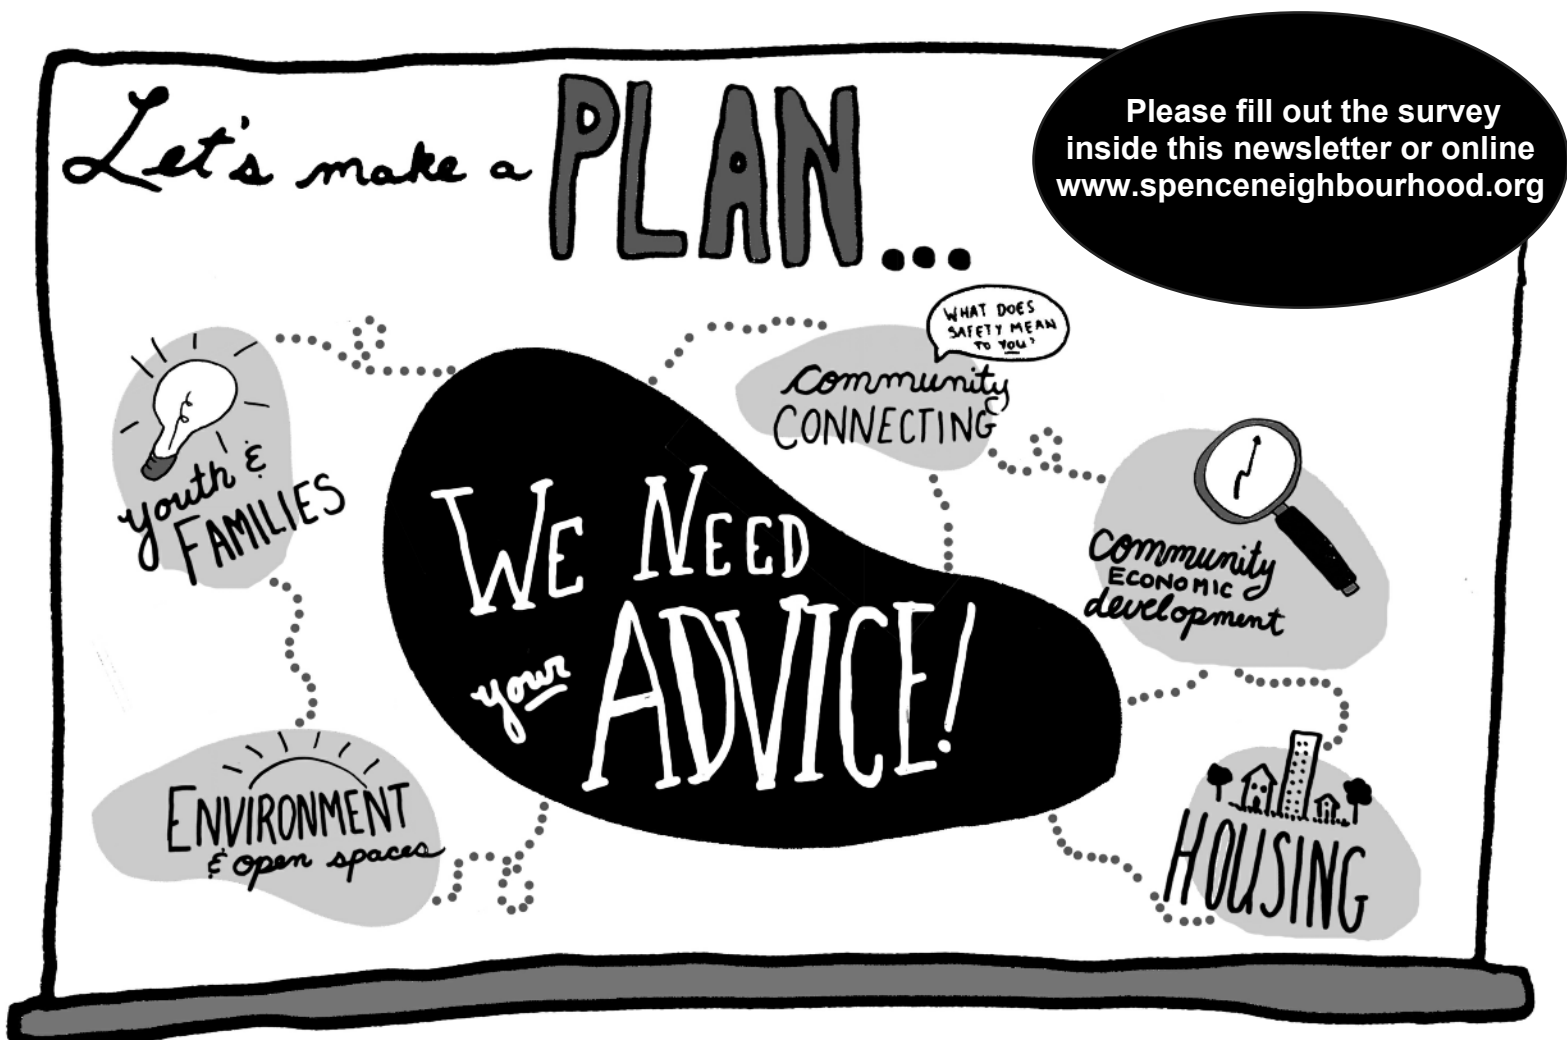 Let's make a PLAN...
Please fill out the survey
inside this newsletter or online
www.spenceneighbourhood.org
WHAT DOES
SAFETY MEAN
TO YOU?
community
CONNECTING
youth &
FAMILIES
WE NEED
your ADVICE!
community
ECONOMIC
development
ENVIRONMENT
& open spaces
HOUSING